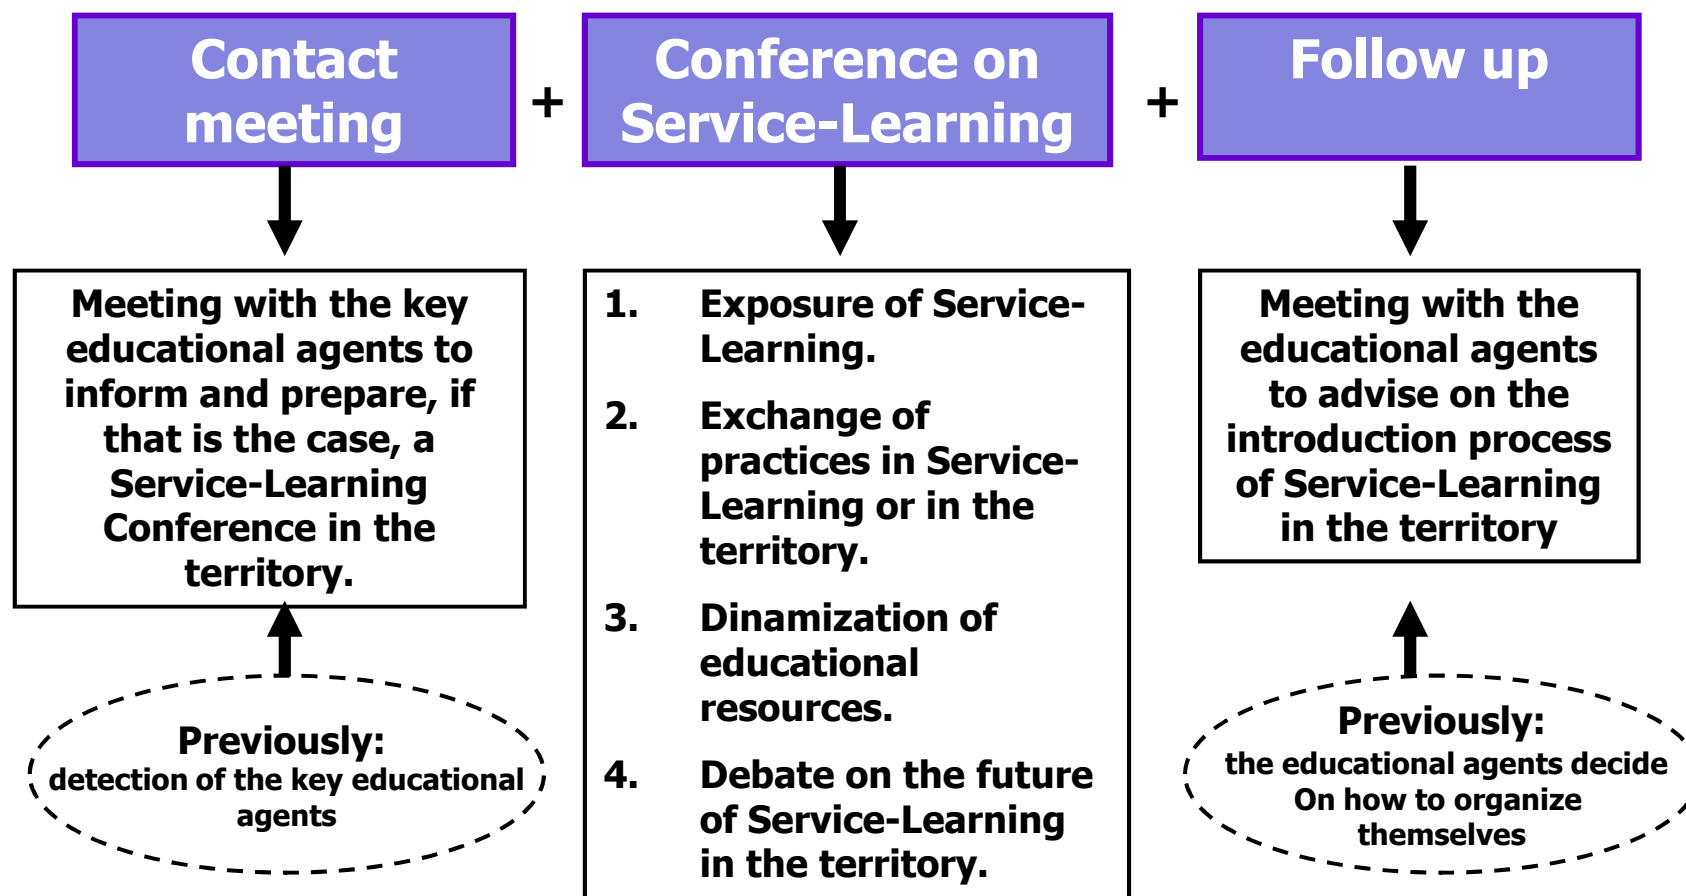 Contact
meeting
+
Conference on
Service-Learning
+
Follow up
Meeting with the key
educational agents to
inform and prepare, if
that is the case, a
Service-Learning
Conference in the
territory.
Previously:
detection of the key educational
agents
1. Exposure of Service-
Learning.
2. Exchange of
practices in Service-
Learning or in the
territory.
3. Dinamization of
educational
resources.
4. Debate on the future
of Service-Learning
in the territory.
Meeting with the
educational agents
to advise on the
introduction process
of Service-Learning
in the territory
Previously:
the educational agents decide
On how to organize
themselves